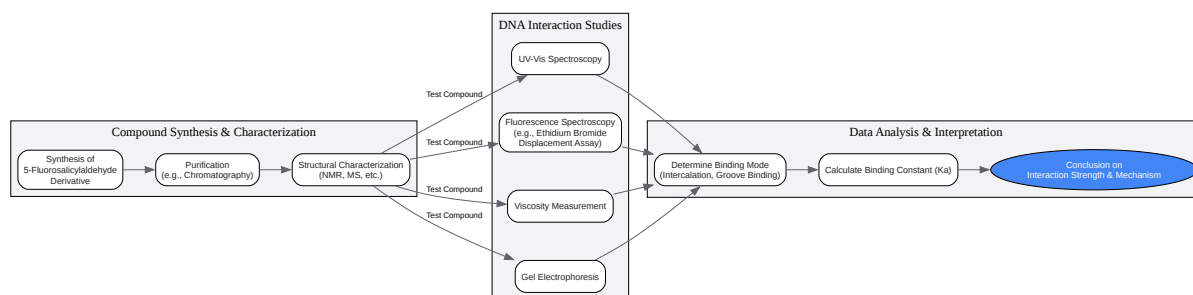 Compound Synthesis & Characterization
Synthesis of
5-Fluorosalicylaldehyde
Derivative
Purification
(e.g., Chromatography)
Structural Characterization
(NMR, MS, etc.)
Test Compound
Test Compound
Test Compound
Test Compound
DNA Interaction Studies
UV-Vis Spectroscopy
Fluorescence Spectroscopy
(e.g., Ethidium Bromide
Displacement Assay)
Viscosity Measurement
Gel Electrophoresis
Data Analysis & Interpretation
Determine Binding Mode
(Intercalation, Groove Binding)
Calculate Binding Constant (Ka)
Conclusion on
Interaction Strength & Mechanism